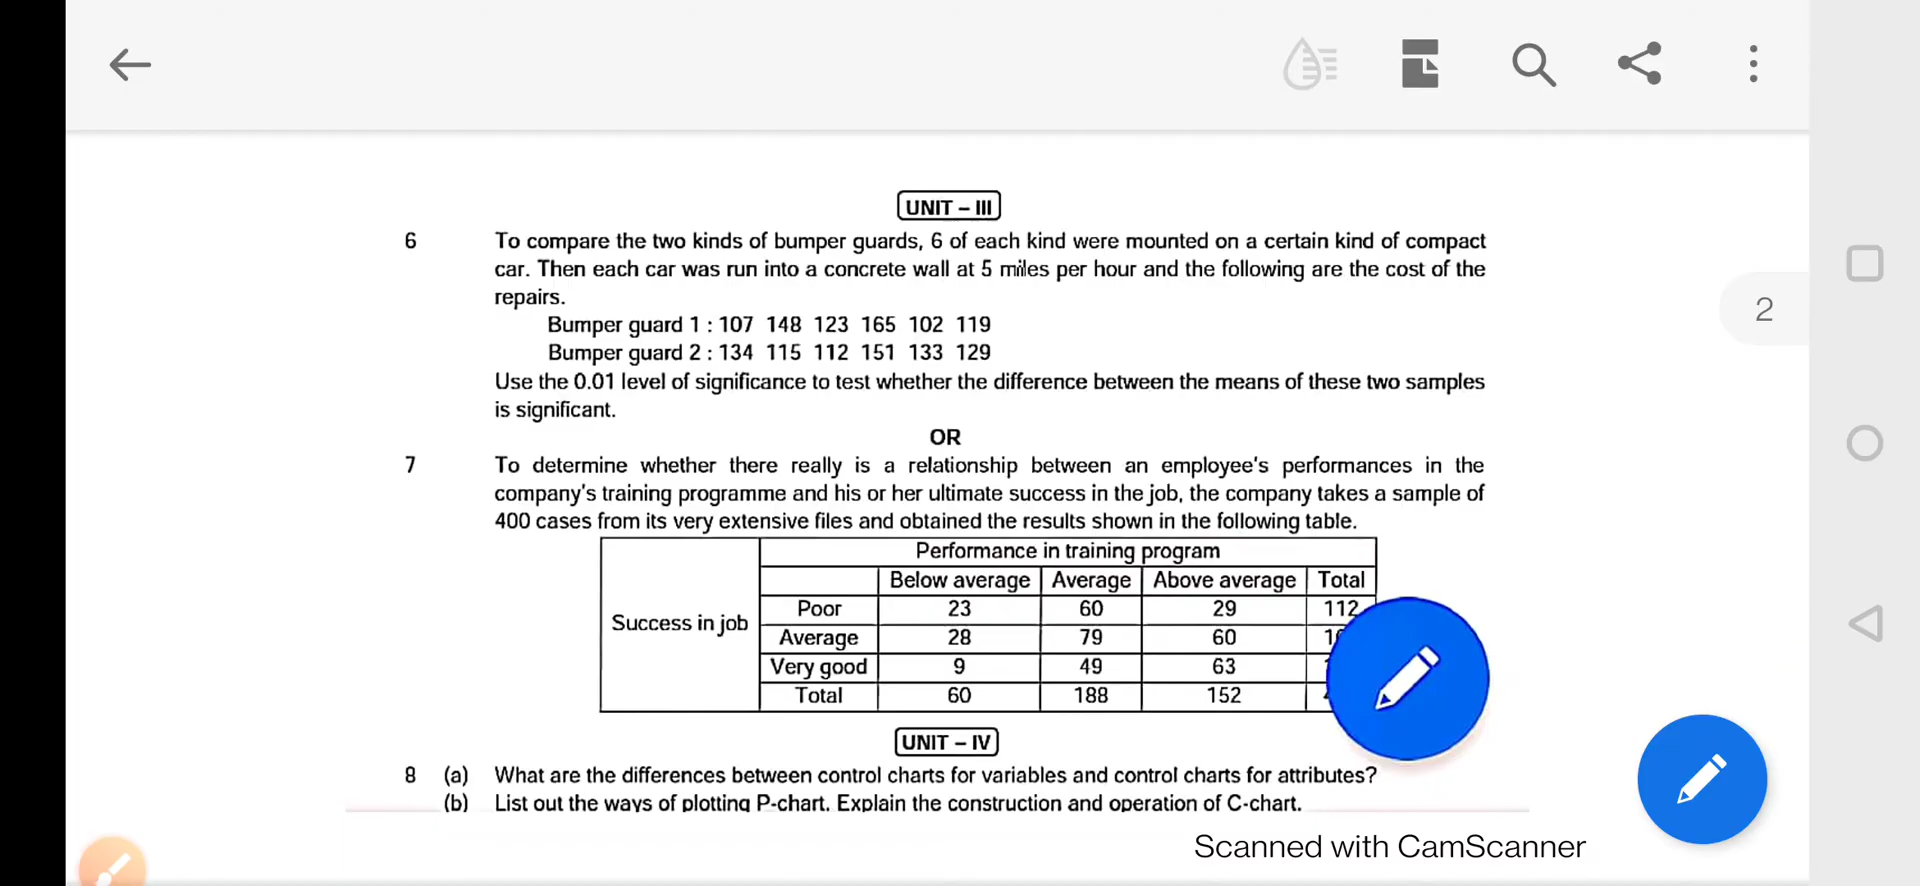 UNIT – III
6 To compare the two kinds of bumper guards, 6 of each kind were mounted on a certain kind of compact
car. Then each car was run into a concrete wall at 5 miles per hour and the following are the cost of the
repairs.
Bumper guard 1 : 107 148 123 165 102 119
Bumper guard 2 : 134 115 112 151 133 129
Use the 0.01 level of significance to test whether the difference between the means of these two samples
is significant.
2
OR
7 To determine whether there really is a relationship between an employee's performances in the
company's training programme and his or her ultimate success in the job, the company takes a sample of
400 cases from its very extensive files and obtained the results shown in the following table.
Performance in training program
Below average Average Above average Total
Success in job
Poor 23 60 29 112
Average 28 79 60
Very good 9 49 63
Total 60 188 152
UNIT – IV
8 (a) What are the differences between control charts for variables and control charts for attributes?
(b) List out the ways of plotting P-chart. Explain the construction and operation of C-chart.
Scanned with CamScanner